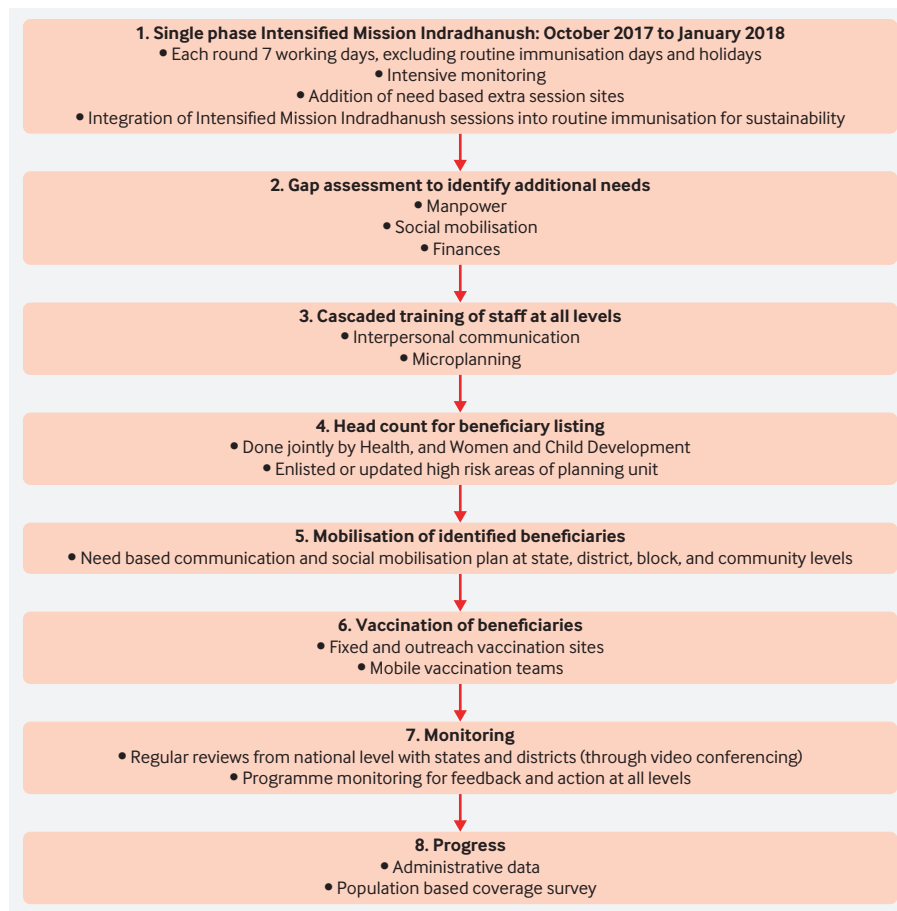 1. Single phase Intensified Mission Indradhanush: October 2017 to January 2018
• Each round 7 working days, excluding routine immunisation days and holidays
• Intensive monitoring
• Addition of need based extra session sites
• Integration of Intensified Mission Indradhanush sessions into routine immunisation for sustainability
2. Gap assessment to identify additional needs
• Manpower
• Social mobilisation
• Finances
3. Cascaded training of staff at all levels
• Interpersonal communication
• Microplanning
4. Head count for beneficiary listing
• Done jointly by Health, and Women and Child Development
• Enlisted or updated high risk areas of planning unit
5. Mobilisation of identified beneficiaries
• Need based communication and social mobilisation plan at state, district, block, and community levels
6. Vaccination of beneficiaries
• Fixed and outreach vaccination sites
• Mobile vaccination teams
7. Monitoring
• Regular reviews from national level with states and districts (through video conferencing)
• Programme monitoring for feedback and action at all levels
8. Progress
• Administrative data
• Population based coverage survey